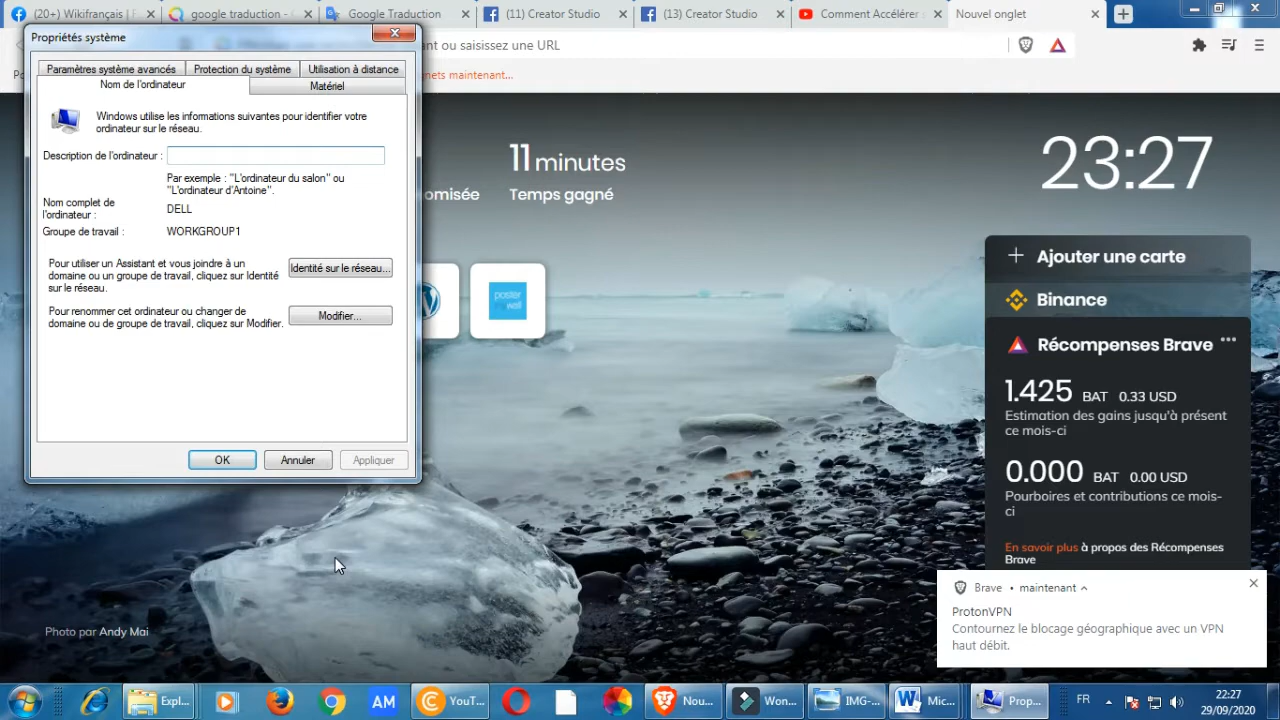 (20+) Wikifrançais | F
google traduction -
Google Traduction
(11) Creator Studio
(13) Creator Studio
Comment Accélérer
Nouvel onglet
Propriétés système
ant ou saisissez une URL
nets maintenant...
Paramètres système avancés
Protection du système
Utilisation à distance
Nom de l'ordinateur
Matériel
Windows utilise les informations suivantes pour identifier votre
ordinateur sur le réseau.
Description de l'ordinateur :
Par exemple : "L'ordinateur du salon" ou
"L'ordinateur d'Antoine".
Nom complet de
l'ordinateur :
DELL
Groupe de travail :
WORKGROUP1
Pour utiliser un Assistant et vous joindre à un
domaine ou un groupe de travail, cliquez sur Identité
sur le réseau.
Identité sur le réseau...
Pour renommer cet ordinateur ou changer de
domaine ou de groupe de travail, cliquez sur Modifier.
Modifier...
OK
Annuler
Appliquer
11 minutes
omisée
Temps gagné
poster
my wall
23:27
Ajouter une carte
Binance
Récompenses Brave
1.425 BAT 0.33 USD
Estimation des gains jusqu'à présent
ce mois-ci
0.000 BAT 0.00 USD
Pourboires et contributions ce mois-
ci
En savoir plus à propos des Récompenses
Brave
Brave • maintenant
ProtonVPN
Contournez le blocage géographique avec un VPN
haut débit.
Photo par Andy Mai
Expl...
AM
YouT...
Nou...
Won...
IMG-...
Mic...
Prop...
FR
22:27
29/09/2020